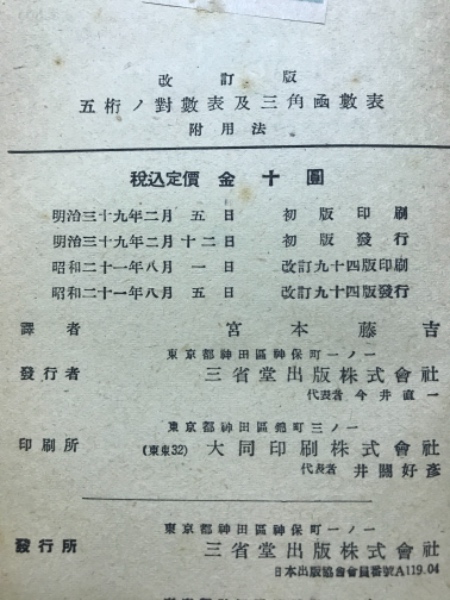 改訂版
五桁ノ對數表及三角函數表
附用法
税込定價 金十圓
明治三十九年二月五日 初版印刷
明治三十九年二月十二日 初版發行
昭和二十一年八月一日 改訂九十四版印刷
昭和二十一年八月五日 改訂九十四版發行
譯者 宮本藤吉
東京都神田區神保町一ノ一
發行者 三省堂出版株式會社
代表者 今井直一
東京都神田區錦町三ノ一
印刷所 (東東32) 大同印刷株式會社
代表者 井關好彥
東京都神田區神保町一ノ一
發行所 三省堂出版株式會社
日本出版協會會員番號A119.04